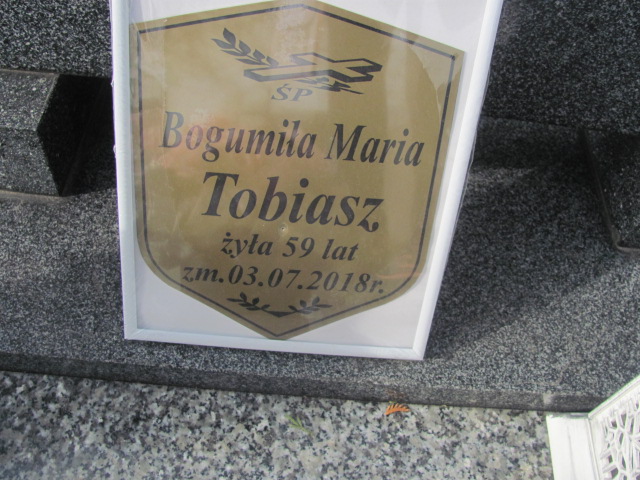 ŚP
Bogumiła Maria
Tobiasz
żyła 59 lat
zm.03.07.2018r.